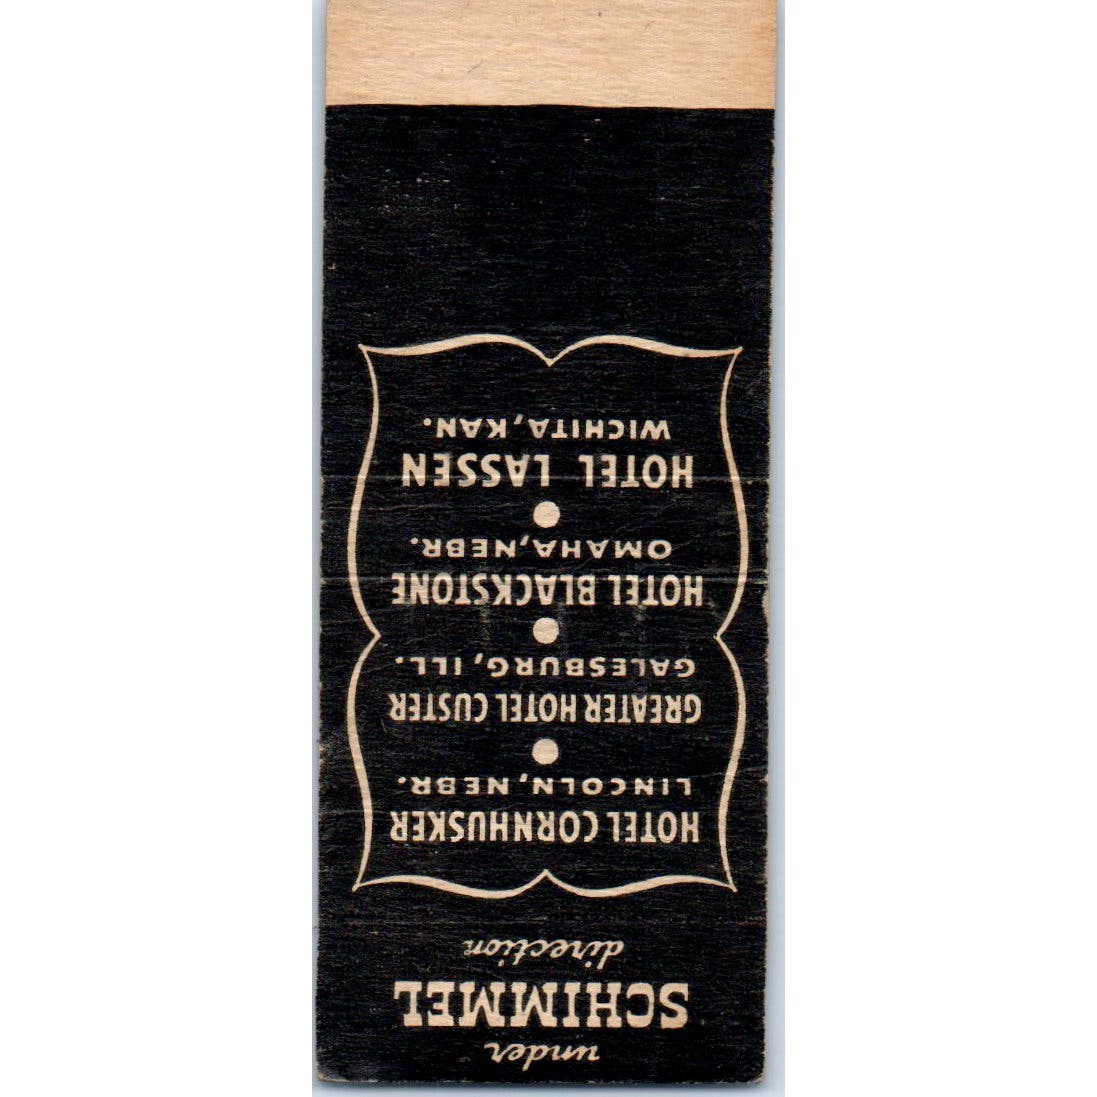 under
SCHIMMEL
direction
HOTEL CORNHUSKER
LINCOLN, NEBR.
GREATER HOTEL CUSTER
GALESBURG, ILL.
HOTEL BLACKSTONE
OMAHA, NEBR.
HOTEL LASSEN
WICHITA, KAN.